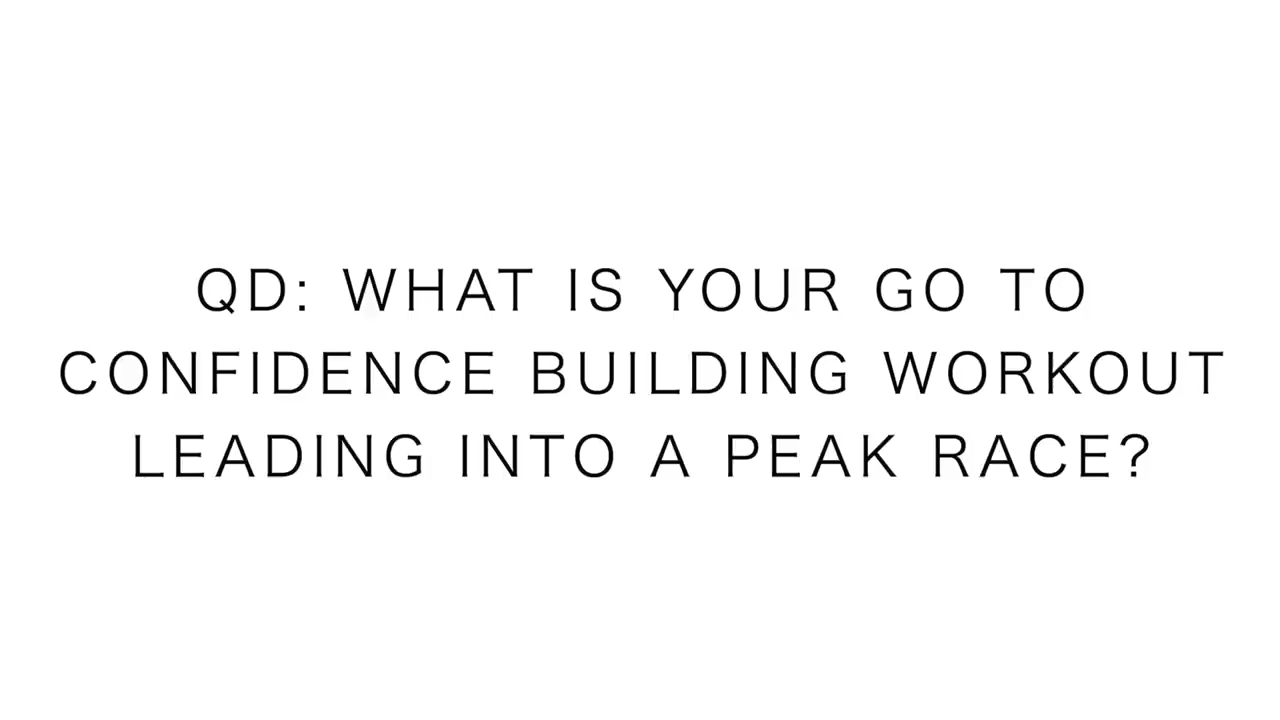 QD: WHAT IS YOUR GO TO
CONFIDENCE BUILDING WORKOUT
LEADING INTO A PEAK RACE?